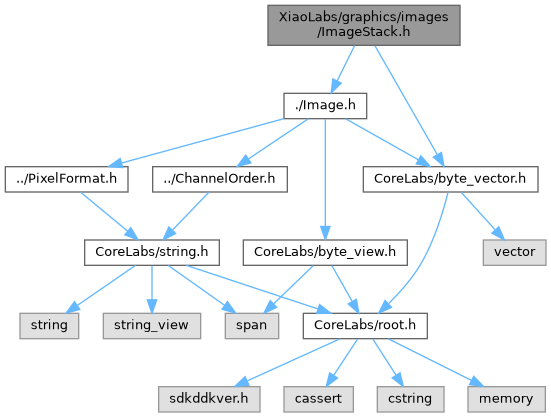 XiaoLabs/graphics/images
/ImageStack.h
./Image.h
../PixelFormat.h
../ChannelOrder.h
CoreLabs/byte_vector.h
CoreLabs/string.h
CoreLabs/byte_view.h
vector
string
string_view
span
CoreLabs/root.h
sdkddkver.h
cassert
cstring
memory